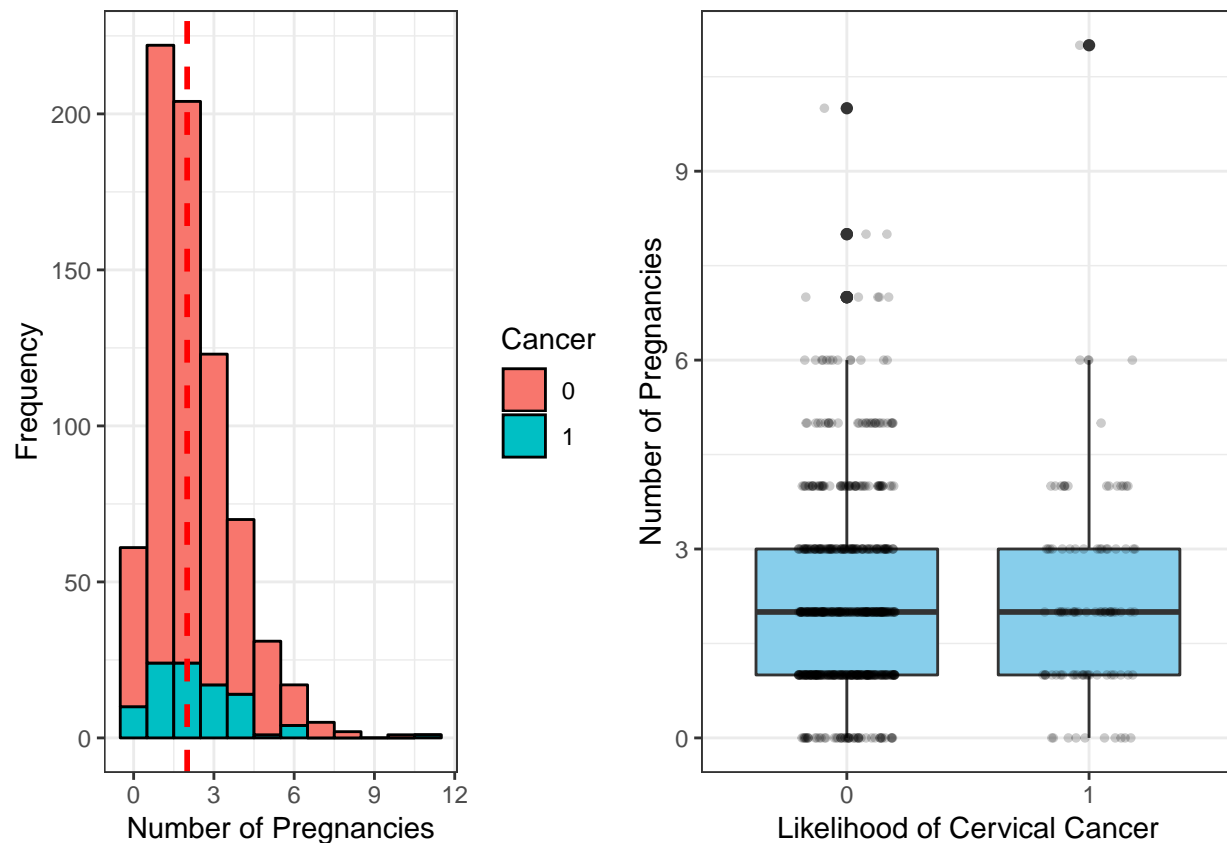 Frequency
200
150
100
50
0
0 3 6 9 12
Number of Pregnancies
Cancer
0
1
Number of Pregnancies
9
6
3
0
0 1
Likelihood of Cervical Cancer